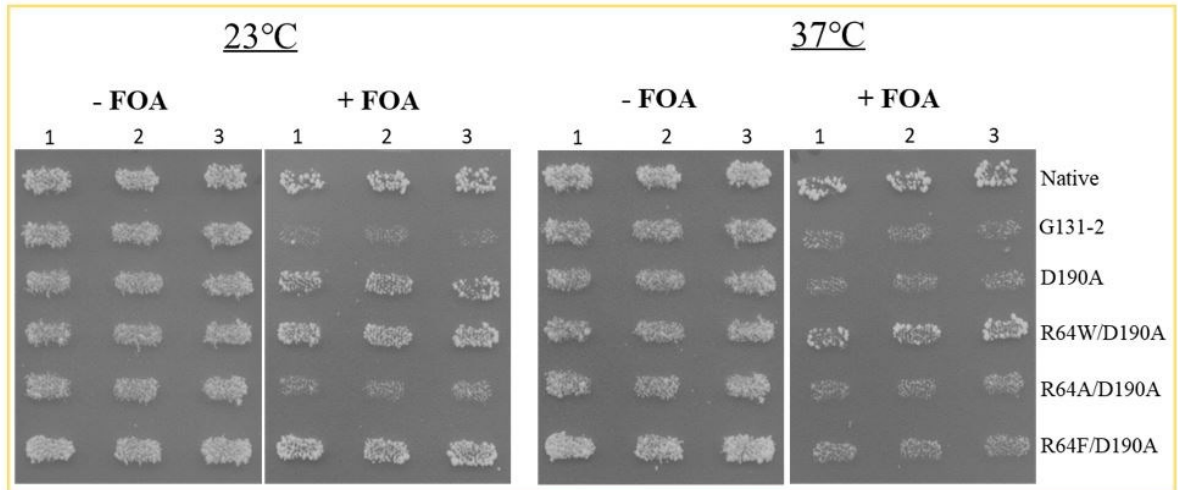 23°C 37°C
- FOA + FOA - FOA + FOA
1 2 3 1 2 3 1 2 3 1 2 3
Native
G131-2
D190A
R64W/D190A
R64A/D190A
R64F/D190A